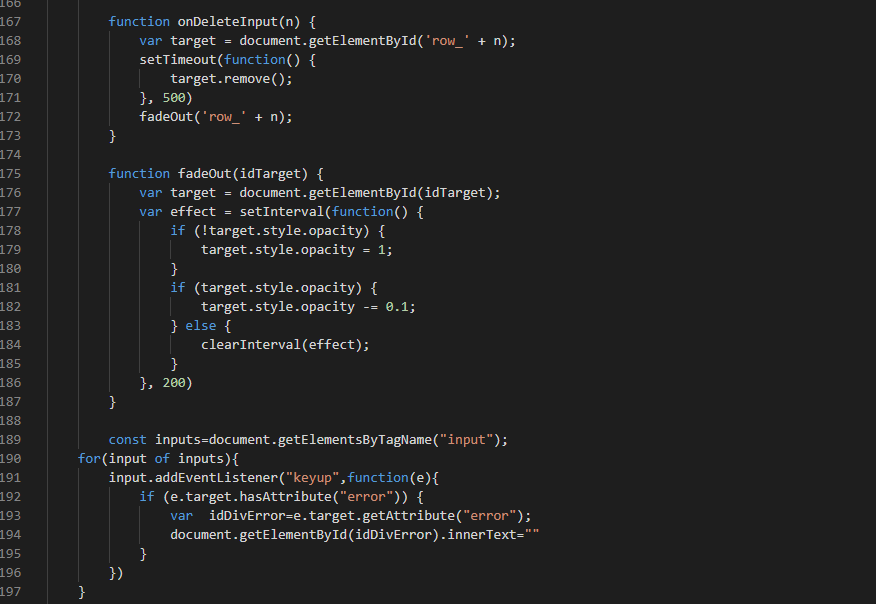 166
167 function onDeleteInput(n) {
168 var target = document.getElementById('row_' + n);
169 setTimeout(function() {
170 target.remove();
171 }, 500)
172 fadeOut('row_' + n);
173 }
174
175 function fadeOut(idTarget) {
176 var target = document.getElementById(idTarget);
177 var effect = setInterval(function() {
178 if (!target.style.opacity) {
179 target.style.opacity = 1;
180 }
181 if (target.style.opacity) {
182 target.style.opacity -= 0.1;
183 } else {
184 clearInterval(effect);
185 }
186 }, 200)
187 }
188
189 const inputs=document.getElementsByTagName("input");
190 for(input of inputs){
191 input.addEventListener("keyup",function(e){
192 if (e.target.hasAttribute("error")) {
193 var  idDivError=e.target.getAttribute("error");
194 document.getElementById(idDivError).innerText=""
195 }
196 })
197 }